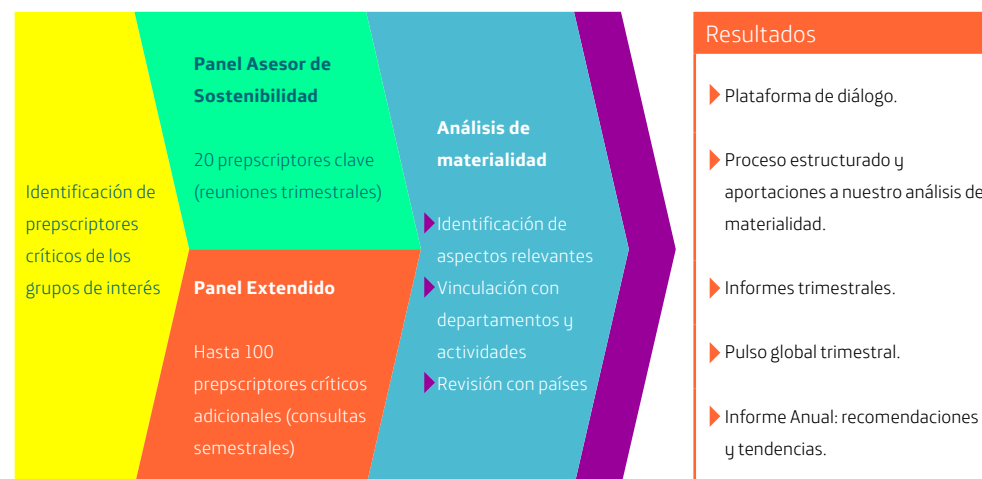 Identificación de
prepscriptores
críticos de los
grupos de interés
Panel Asesor de
Sostenibilidad
20 prepscriptores clave
(reuniones trimestrales)
Panel Extendido
Hasta 100
prepscriptores críticos
adicionales (consultas
semestrales)
Análisis de
materialidad
Identificación de
aspectos relevantes
Vinculación con
departamentos y
actividades
Revisión con países
Resultados
Plataforma de diálogo.
Proceso estructurado y
aportaciones a nuestro análisis de
materialidad.
Informes trimestrales.
Pulso global trimestral.
Informe Anual: recomendaciones
y tendencias.